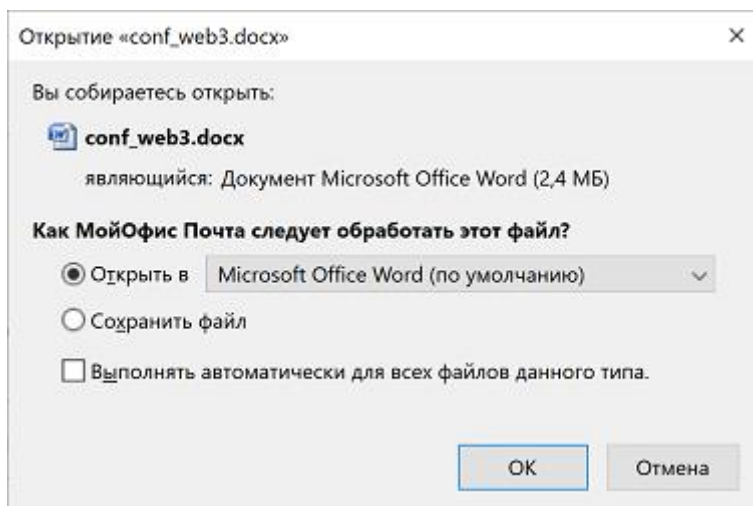 Открытие «conf_web3.docx»
Вы собираетесь открыть:
conf_web3.docx
являющийся: Документ Microsoft Office Word (2,4 МБ)
Как МойОфис Почта следует обработать этот файл?
Открыть в Microsoft Office Word (по умолчанию)
Сохранить файл
Выполнять автоматически для всех файлов данного типа.
ОК Отмена